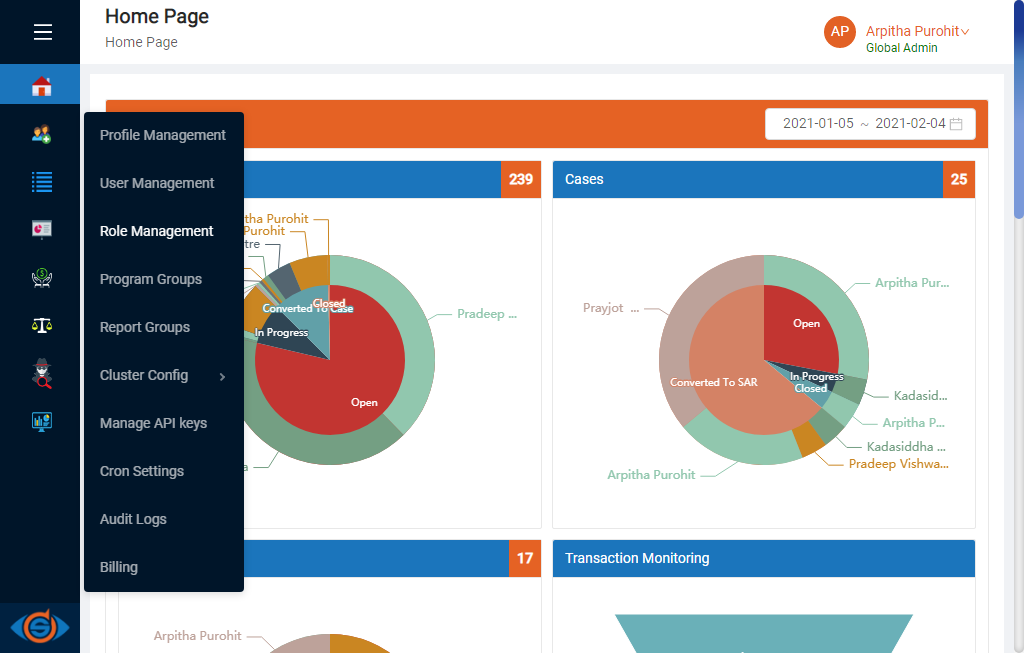 Home Page
Home Page
AP
Arpitha Purohit
Global Admin
2021-01-05 ~ 2021-02-04
Profile Management
User Management
Role Management
Program Groups
Report Groups
Cluster Config
Manage API keys
Cron Settings
Audit Logs
Billing
239
tha Purohit
Purohit
tre
Closed
Converted To Case
In Progress
Open
Pradeep ...
a
Cases
25
Prayjot ...
Arpitha Pur...
Open
In Progress
Closed
Converted To SAR
Kadasid...
Arpitha P...
Kadasiddha ...
Pradeep Vishwa...
Arpitha Purohit
17
Arpitha Purohit
Transaction Monitoring